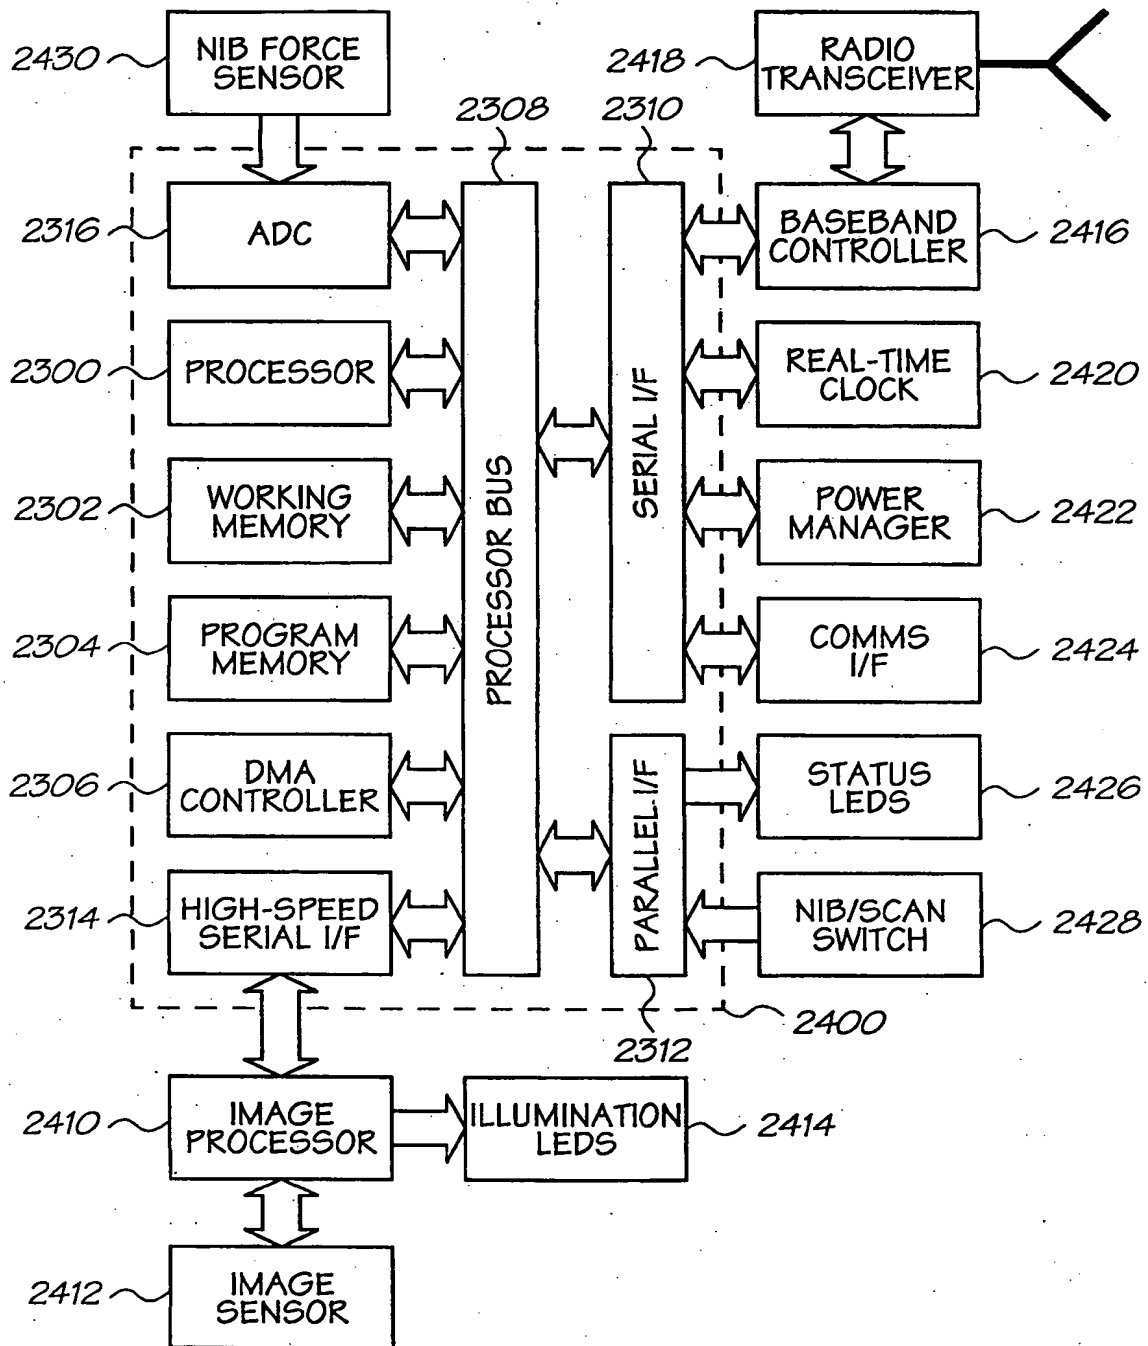 2430
NIB FORCE
SENSOR
2418
RADIO
TRANSCEIVER
2308
2310
2316
ADC
BASEBAND
CONTROLLER
2416
2300
PROCESSOR
REAL-TIME
CLOCK
2420
2302
WORKING
MEMORY
PROCESSOR BUS
SERIAL I/F
POWER
MANAGER
2422
2304
PROGRAM
MEMORY
COMMS
I/F
2424
2306
DMA
CONTROLLER
PARALLEL I/F
STATUS
LEDS
2426
2314
HIGH-SPEED
SERIAL I/F
NIB/SCAN
SWITCH
2428
2400
2312
2410
IMAGE
PROCESSOR
ILLUMINATION
LEDS
2414
2412
IMAGE
SENSOR